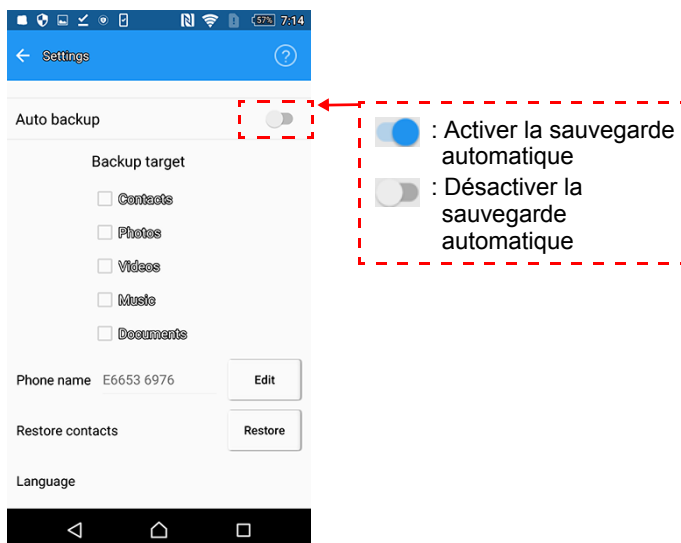 57% 7:14
Settings
?
Auto backup
Backup target
Contacts
Photos
Videos
Music
Documents
Phone name E6653 6976 Edit
Restore contacts Restore
Language
: Activer la sauvegarde
automatique
: Désactiver la
sauvegarde
automatique